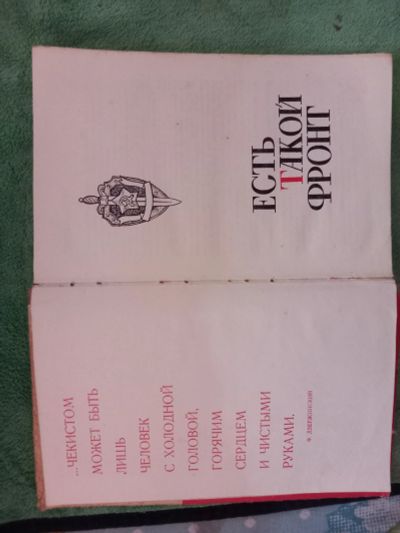 ...ЧЕКИСТОМ
МОЖЕТ БЫТЬ
ЛИШЬ
ЧЕЛОВЕК
С ХОЛОДНОЙ
ГОЛОВОЙ,
ГОРЯЧИМ
СЕРДЦЕМ
И ЧИСТЫМИ
РУКАМИ.
Ф. ДЗЕРЖИНСКИЙ
ЕСТЬ
ТАКОЙ
ФРОНТ